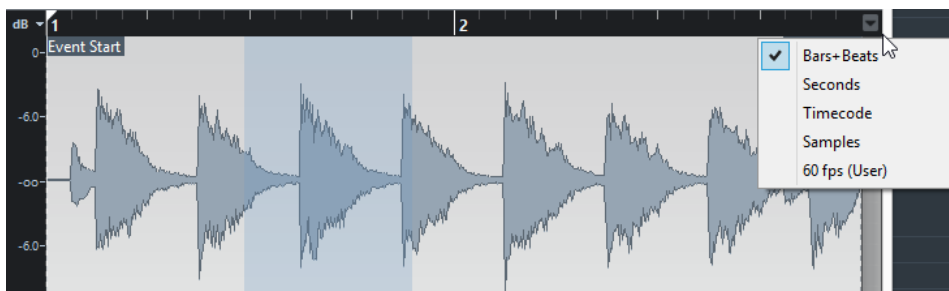 dB 1 2
0- Event Start
Bars+Beats
Seconds
-6.0-
Timecode
Samples
60 fps (User)
-oo-
-6.0-